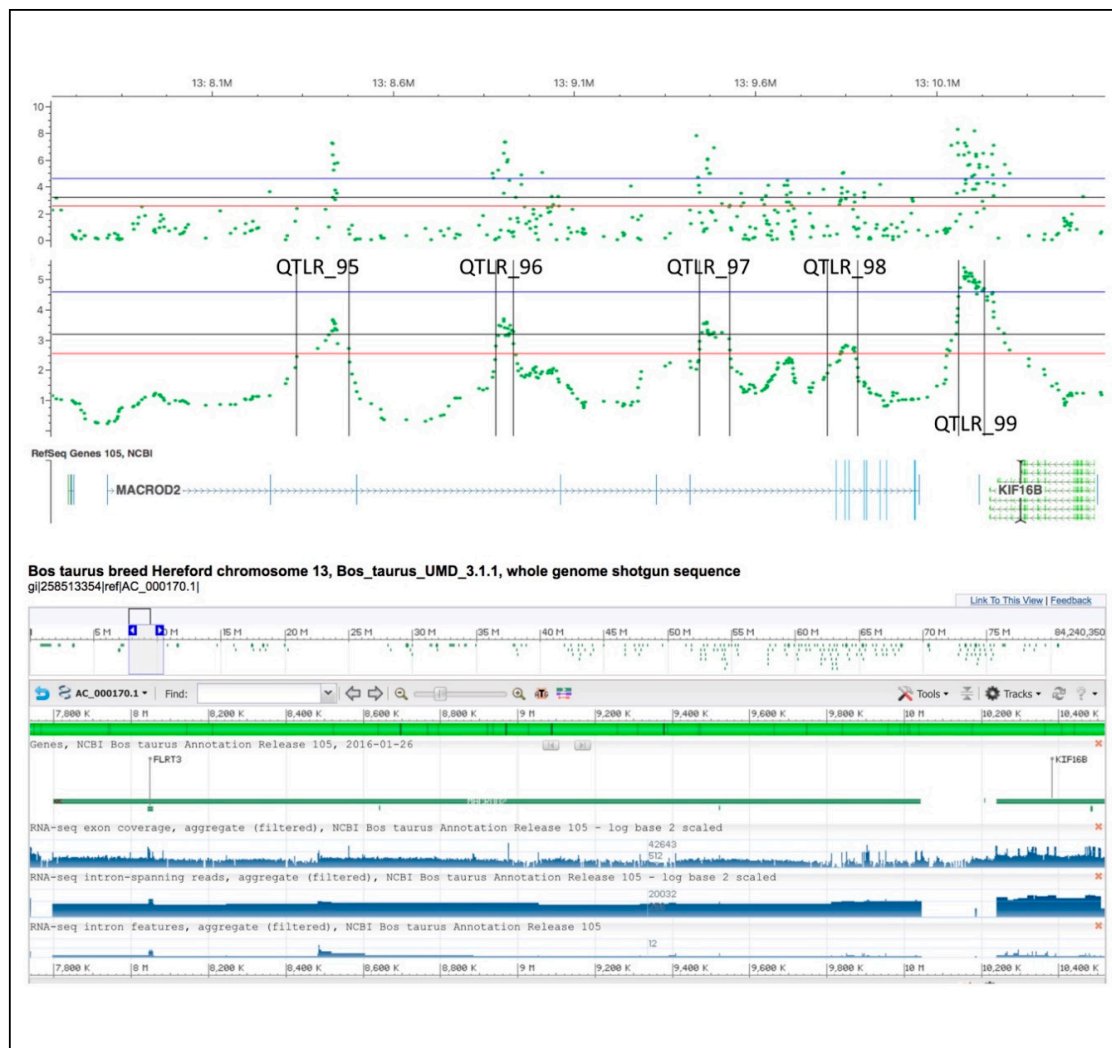 13: 8.1M 13: 8.6M 13: 9.1M 13: 9.6M 13: 10.1M
10
8
6
4
2
0
QTLR_95 QTLR_96 QTLR_97 QTLR_98
5
4
3
2
1
QTLR_99
RefSeq Genes 105, NCBI
MACROD2 KIF16B
Bos taurus breed Hereford chromosome 13, Bos_taurus_UMD_3.1.1, whole genome shotgun sequence
gi|258513354|ref|AC_000170.1|
Link To This View | Feedback
5 M 15 M 20 M 25 M 30 M 35 M 40 M 45 M 50 M 55 M 60 M 65 M 70 M 75 M 84,240,350
AC_000170.1 Find: Tools Tracks ?
7,800 K 8 M 8,200 K 8,400 K 8,600 K 8,800 K 9 M 9,200 K 9,400 K 9,600 K 9,800 K 10 M 10,200 K 10,400 K
Genes, NCBI Bos taurus Annotation Release 105, 2016-01-26
FLRT3 KIF16B
RNA-seq exon coverage, aggregate (filtered), NCBI Bos taurus Annotation Release 105 - log base 2 scaled
42643
512
RNA-seq intron-spanning reads, aggregate (filtered), NCBI Bos taurus Annotation Release 105 - log base 2 scaled
20032
RNA-seq intron features, aggregate (filtered), NCBI Bos taurus Annotation Release 105
12
7,800 K 8 M 8,200 K 8,400 K 8,600 K 8,800 K 9 M 9,200 K 9,400 K 9,600 K 9,800 K 10 M 10,200 K 10,400 K